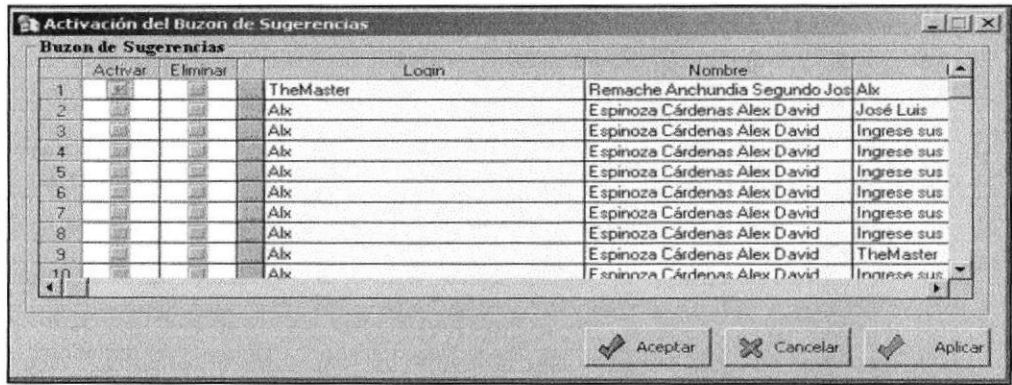 Activación del Buzon de Sugerencias
Buzon de Sugerencias
Activar Eliminar Login Nombre
1 TheMaster Remache Anchundia Segundo Jos Alx
2 Alx Espinoza Cárdenas Alex David José Luis
3 Alx Espinoza Cárdenas Alex David Ingrese sus
4 Alx Espinoza Cárdenas Alex David Ingrese sus
5 Alx Espinoza Cárdenas Alex David Ingrese sus
6 Alx Espinoza Cárdenas Alex David Ingrese sus
7 Alx Espinoza Cárdenas Alex David Ingrese sus
8 Alx Espinoza Cárdenas Alex David Ingrese sus
9 Alx Espinoza Cárdenas Alex David TheMaster
10 Alx Espinoza Cárdenas Alex David Ingrese sus
Aceptar Cancelar Aplicar